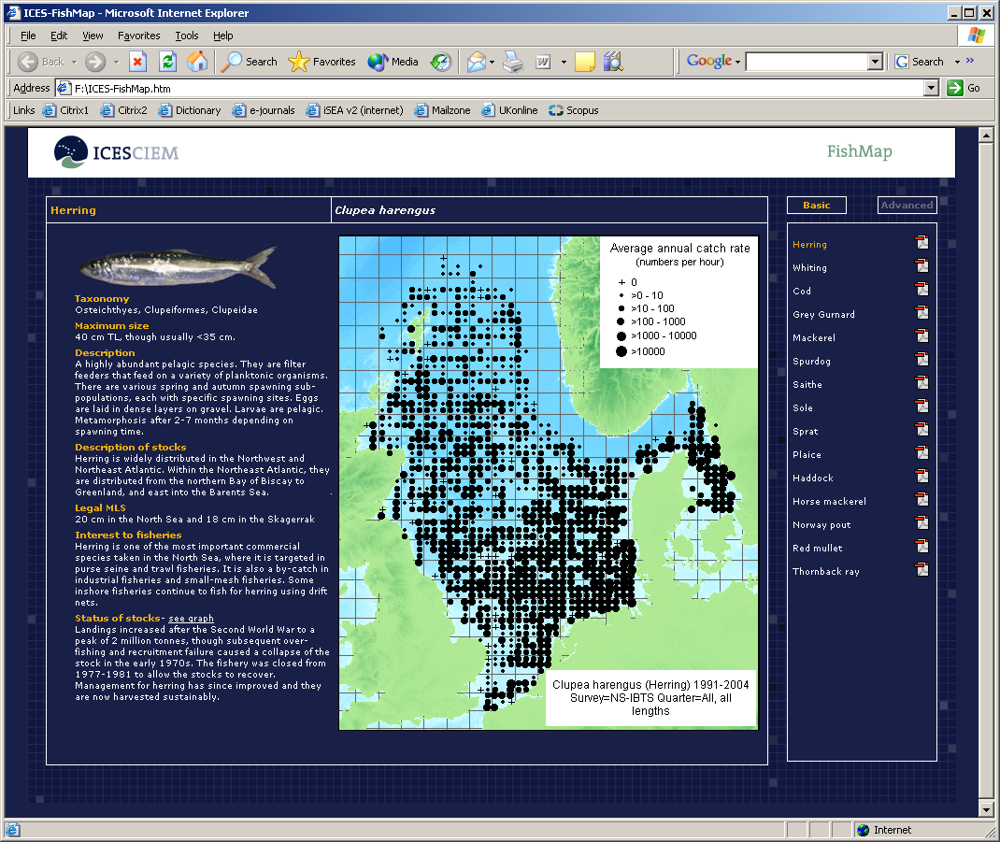 ICES-FishMap - Microsoft Internet Explorer
File Edit View Favorites Tools Help
Back Search Favorites Media Google Search »
Address F:\ICES-FishMap.htm Go
Links Citrix1 Citrix2 Dictionary e-journals iSEA v2 (internet) Mailzone UKonline Scopus
ICESCIEM FishMap
Herring Clupea harengus
Basic Advanced
Taxonomy
Osteichthyes, Clupeiformes, Clupeidae
Maximum size
40 cm TL, though usually <35 cm.
Description
A highly abundant pelagic species. They are filter
feeders that feed on a variety of planktonic organisms.
There are various spring and autumn spawning sub-
populations, each with specific spawning sites. Eggs
are laid in dense layers on gravel. Larvae are pelagic.
Metamorphosis after 2-7 months depending on
spawning time.
Description of stocks
Herring is widely distributed in the Northwest and
Northeast Atlantic. Within the Northeast Atlantic, they
are distributed from the northern Bay of Biscay to
Greenland, and east into the Barents Sea.
Legal MLS
20 cm in the North Sea and 18 cm in the Skagerrak
Interest to fisheries
Herring is one of the most important commercial
species taken in the North Sea, where it is targeted in
purse seine and trawl fisheries. It is also a by-catch in
industrial fisheries and small-mesh fisheries. Some
inshore fisheries continue to fish for herring using drift
nets.
Status of stocks- see graph
Landings increased after the Second World War to a
peak of 2 million tonnes, though subsequent over-
fishing and recruitment failure caused a collapse of the
stock in the early 1970s. The fishery was closed from
1977-1981 to allow the stocks to recover.
Management for herring has since improved and they
are now harvested sustainably.
Average annual catch rate
(numbers per hour)
0
>0 - 10
>10 - 100
>100 - 1000
>1000 - 10000
>10000
Clupea harengus (Herring) 1991-2004
Survey=NS-IBTS Quarter=All, all
lengths
Herring
Whiting
Cod
Grey Gurnard
Mackerel
Spurdog
Saithe
Sole
Sprat
Plaice
Haddock
Horse mackerel
Norway pout
Red mullet
Thornback ray
Internet